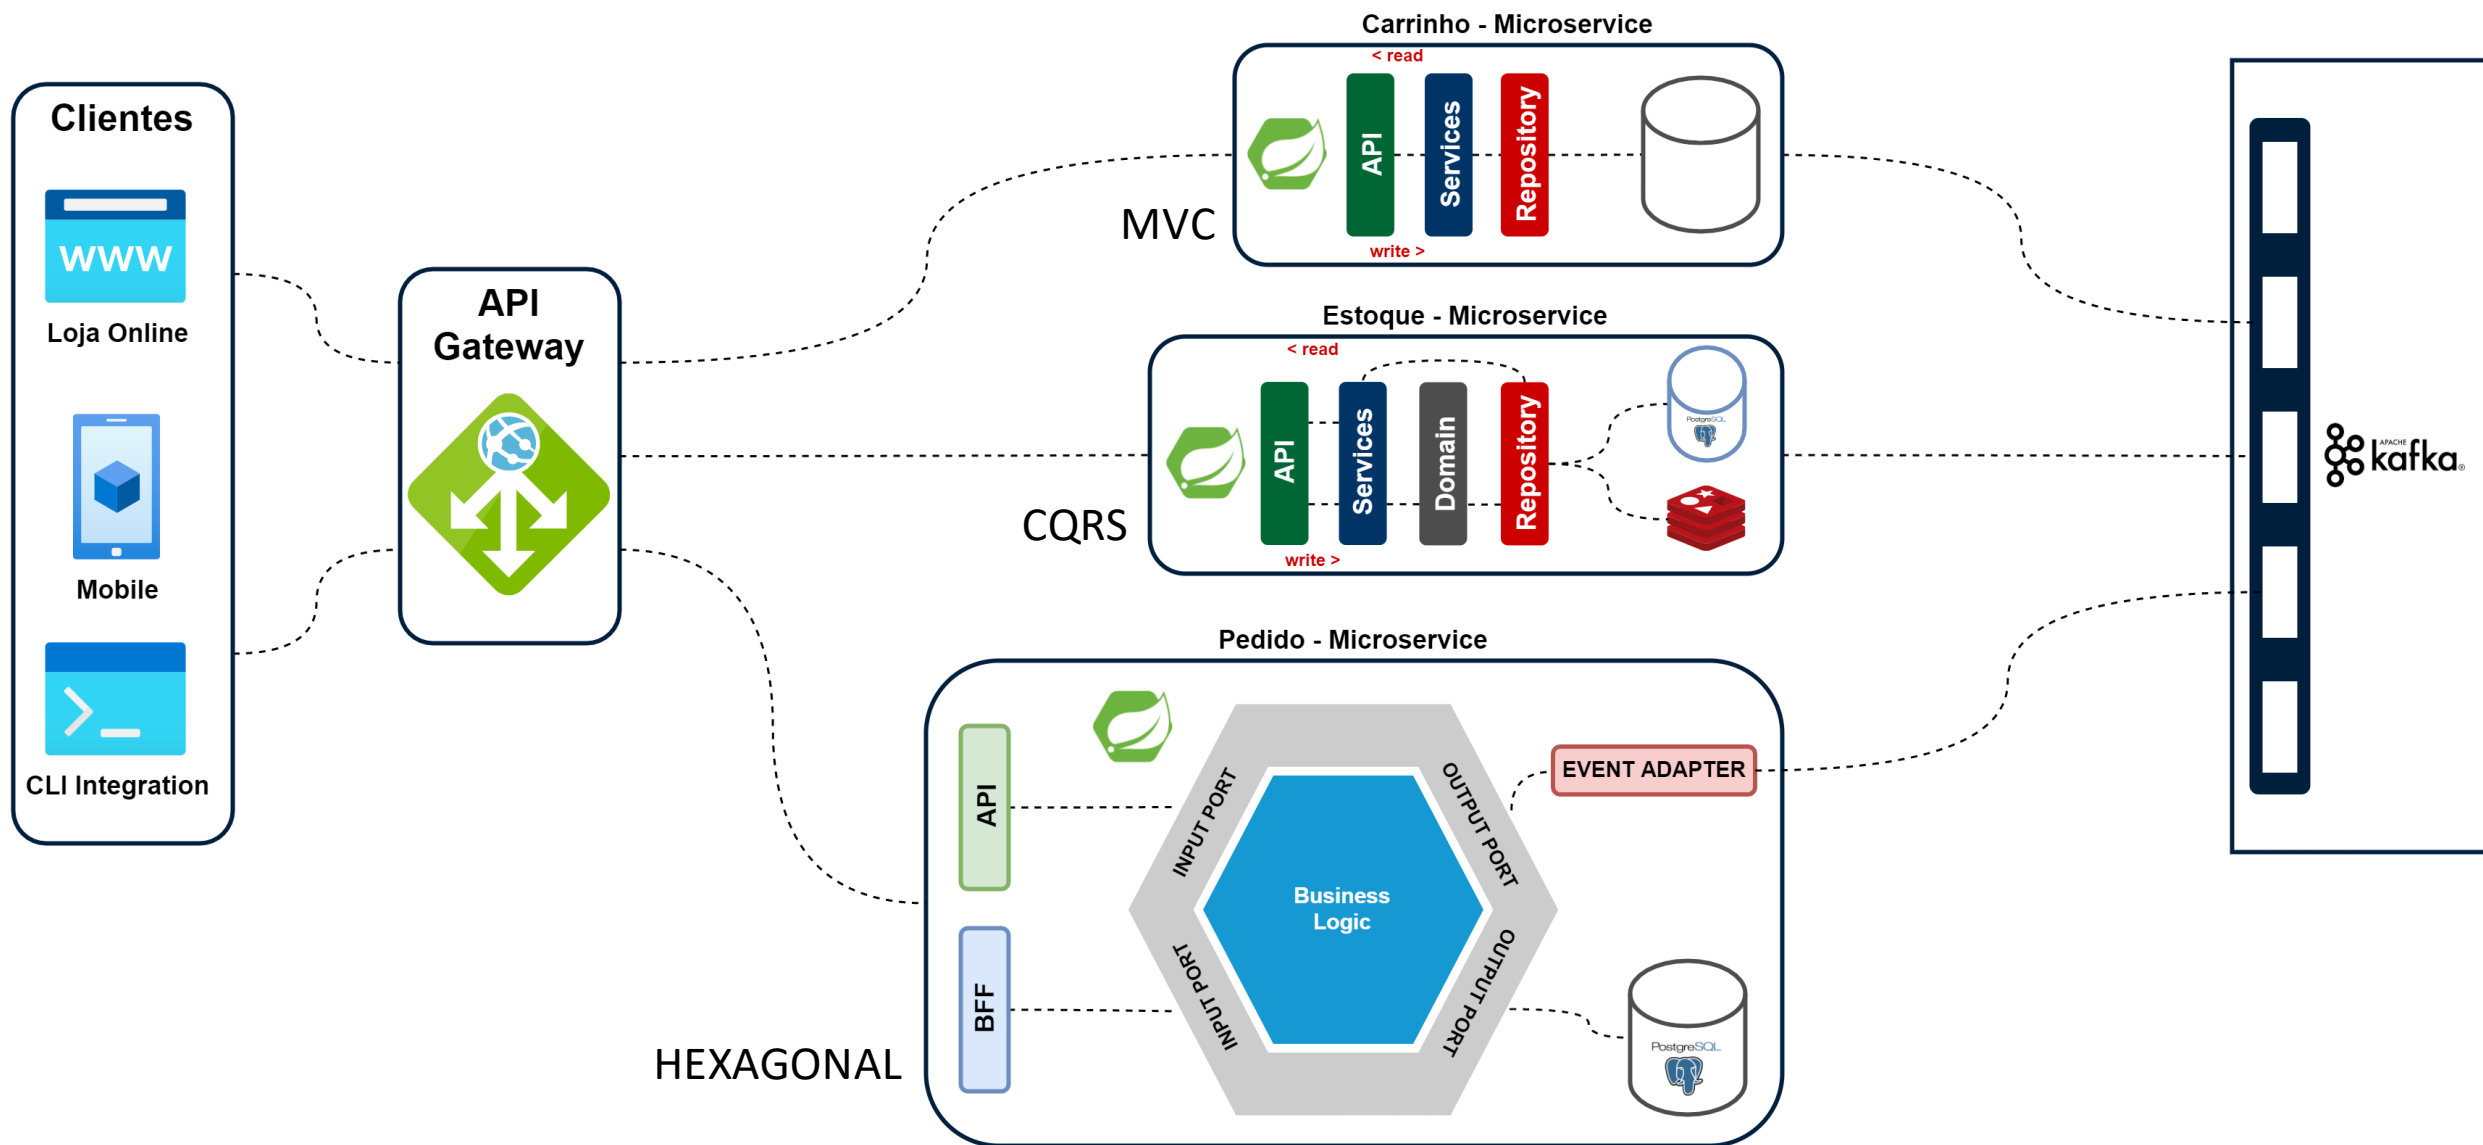 Clientes
WWW
Loja Online
Mobile
CLI Integration
API
Gateway
Carrinho - Microservice
< read
API
Services
Repository
write >
MVC
Estoque - Microservice
< read
API
Services
Domain
Repository
PostgreSQL
write >
CQRS
Pedido - Microservice
API
BFF
INPUT PORT
INPUT PORT
Business
Logic
OUTPUT PORT
OUTPUT PORT
EVENT ADAPTER
PostgreSQL
HEXAGONAL
APACHE
kafka®